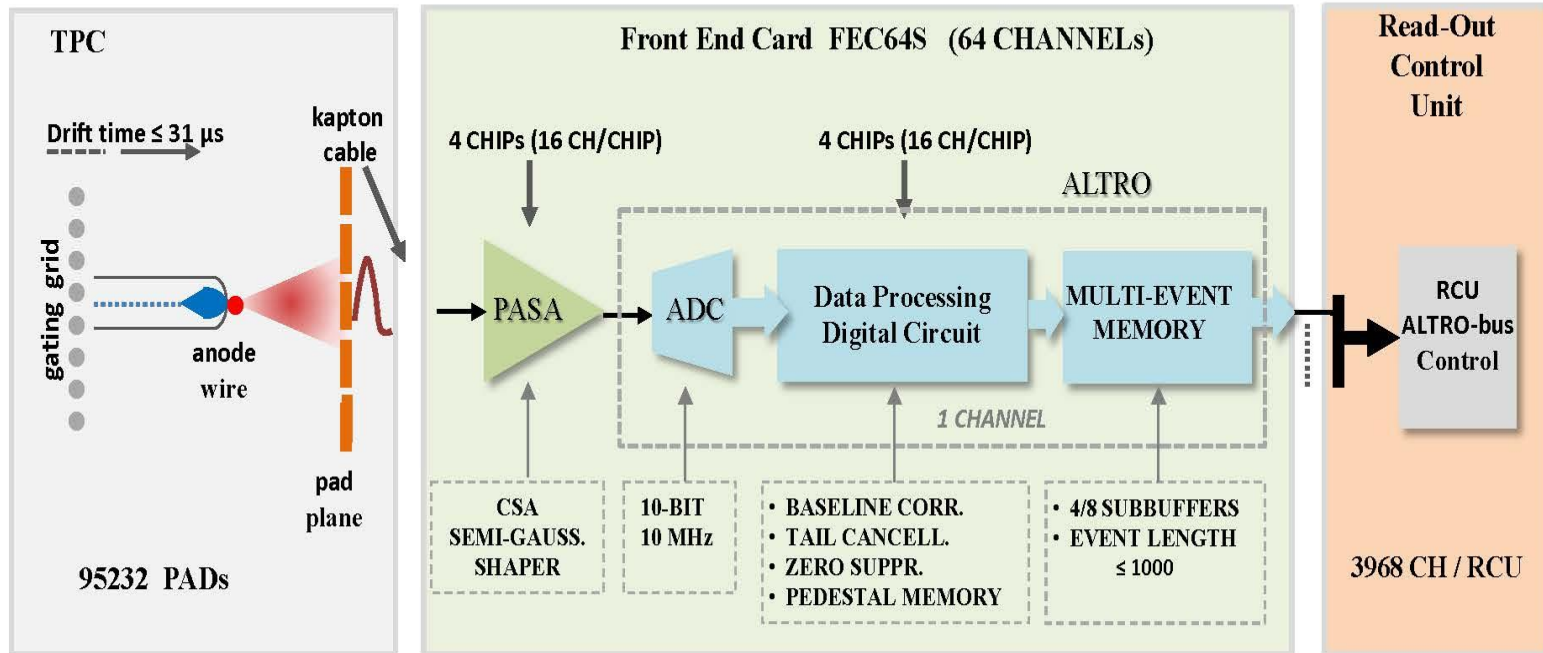 TPC
Drift time ≤ 31 µs
kapton
cable
gating grid
anode
wire
pad
plane
95232 PADs
Front End Card FEC64S (64 CHANNELs)
4 CHIPs (16 CH/CHIP)
4 CHIPs (16 CH/CHIP)
ALTRO
PASA
ADC
Data Processing
Digital Circuit
MULTI-EVENT
MEMORY
1 CHANNEL
CSA
SEMI-GAUSS.
SHAPER
10-BIT
10 MHz
• BASELINE CORR.
• TAIL CANCELL.
• ZERO SUPPR.
• PEDESTAL MEMORY
• 4/8 SUBBUFFERS
• EVENT LENGTH
≤ 1000
Read-Out
Control
Unit
RCU
ALTRO-bus
Control
3968 CH / RCU